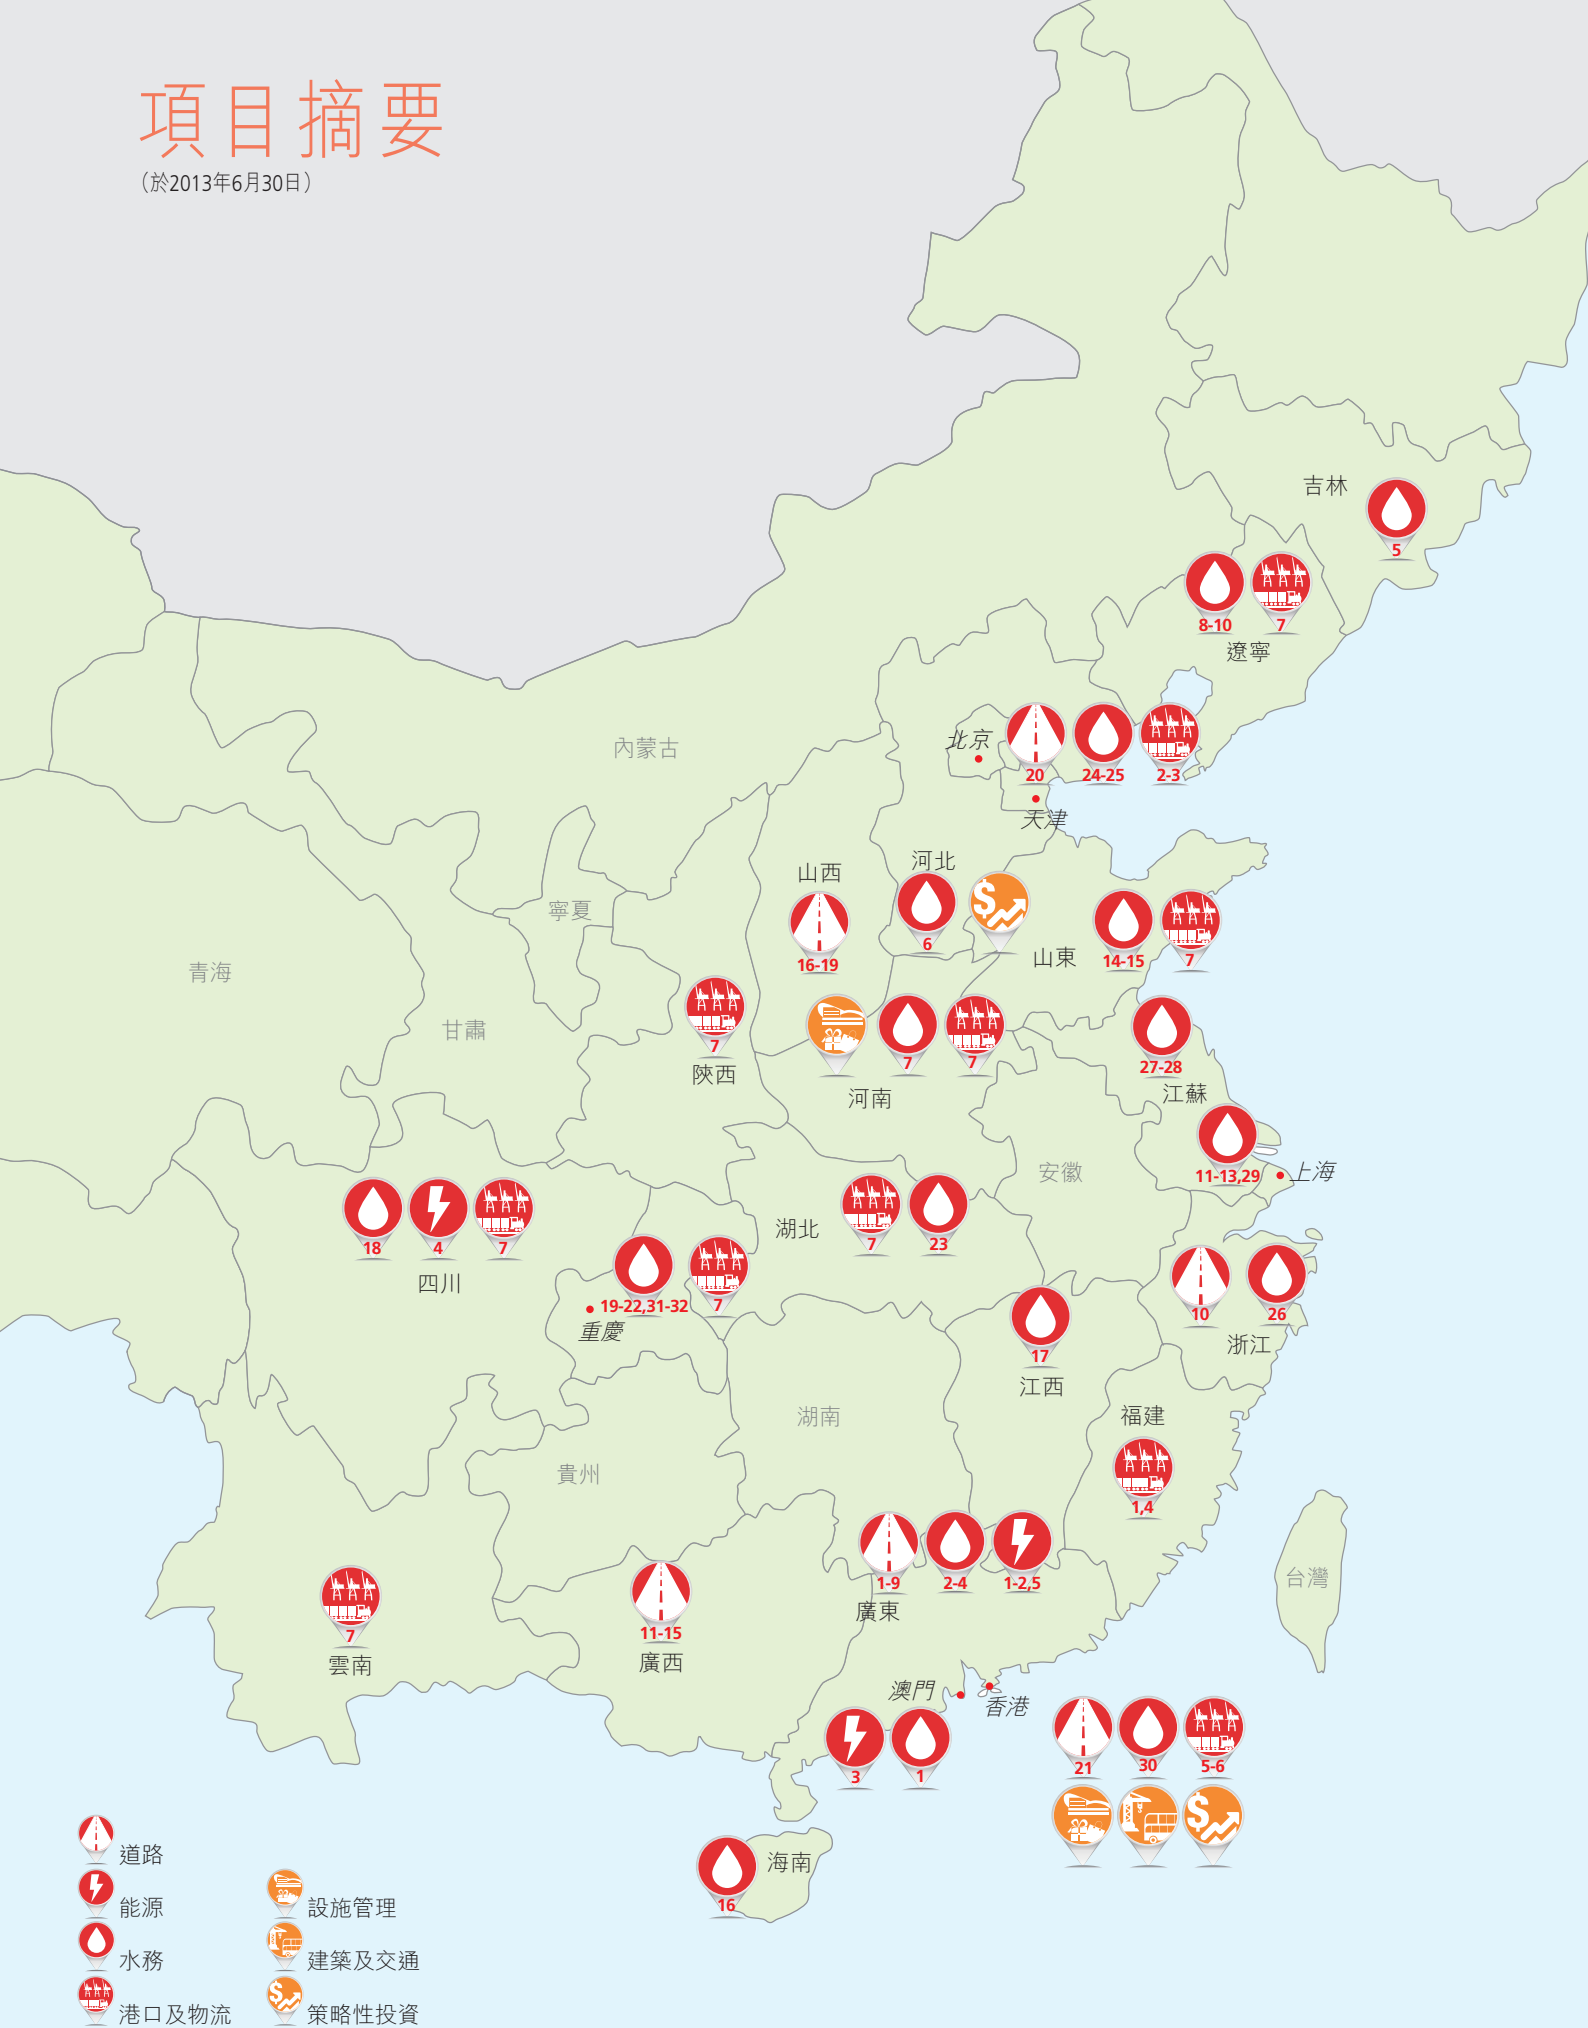 項目摘要
（於2013年6月30日）
吉林
5
8-10
7
遼寧
內蒙古
北京
20
24-25
2-3
天津
山西
河北
寧夏
6
16-19
山東
14-15
7
青海
甘肅
7
陝西
7
7
河南
27-28
江蘇
安徽
11-13,29
上海
18
4
7
四川
湖北
7
23
19-22,31-32
7
重慶
10
26
浙江
17
江西
湖南
福建
貴州
1,4
台灣
1-9
2-4
1-2,5
廣東
7
雲南
11-15
廣西
澳門
香港
3
1
21
30
5-6
海南
16
道路
能源
設施管理
水務
建築及交通
港口及物流
策略性投資